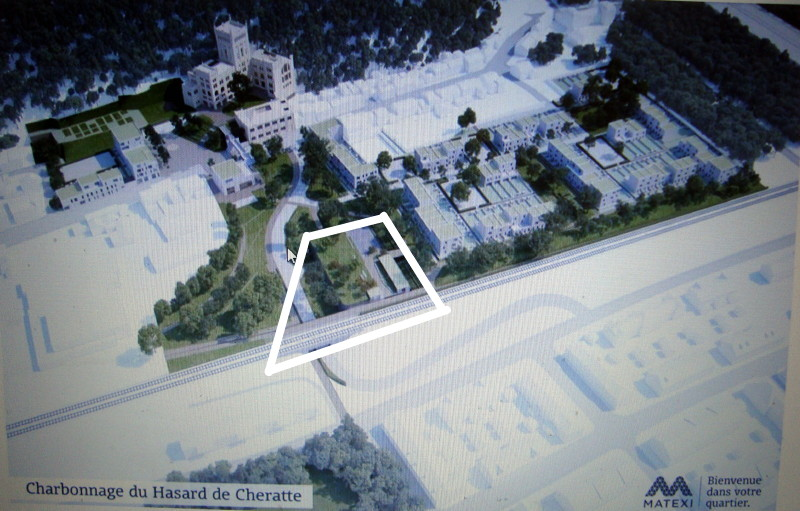 Charbonnage du Hasard de Cheratte
MATEXI
Bienvenue
dans votre
quartier.